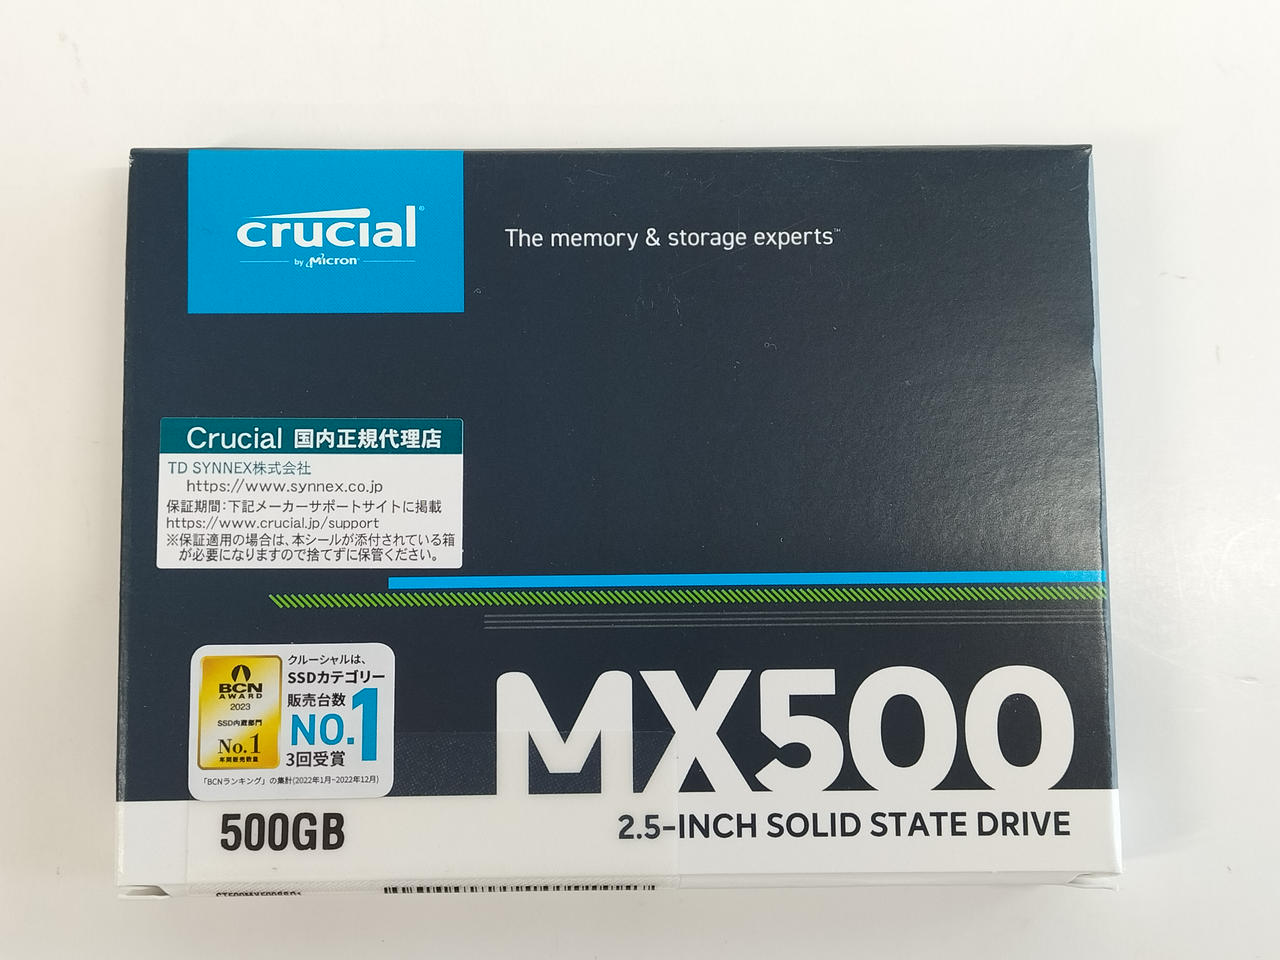 crucial®
by Micron®
The memory & storage experts™
Crucial 国内正規代理店
TD SYNNEX株式会社
https://www.synnex.co.jp
保証期間:下記メーカーサポートサイトに掲載
https://www.crucial.jp/support
※保証適用の場合は、本シールが添付されている箱
が必要になりますので捨てずに保管ください。
BCN
AWARD
2023
SSD内蔵部門
No.1
年間販売数量
クルーシャルは、
SSDカテゴリー
販売台数
NO.1
3回受賞
「BCNランキング」の集計(2022年1月~2022年12月)
MX500
500GB
2.5-INCH SOLID STATE DRIVE